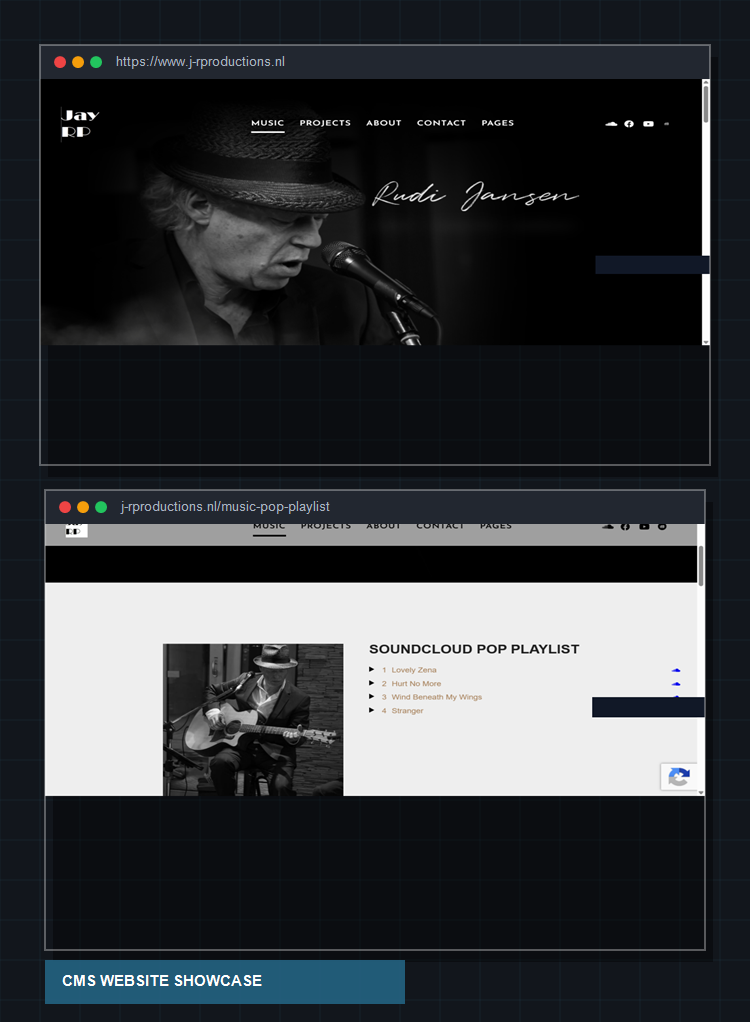 https://www.j-rproductions.nl
Jay
RP
MUSIC PROJECTS ABOUT CONTACT PAGES
Rudi Jansen
j-rproductions.nl/music-pop-playlist
RP
MUSIC PROJECTS ABOUT CONTACT PAGES
SOUNDCLOUD POP PLAYLIST
1 Lovely Zena
2 Hurt No More
3 Wind Beneath My Wings
4 Stranger
CMS WEBSITE SHOWCASE